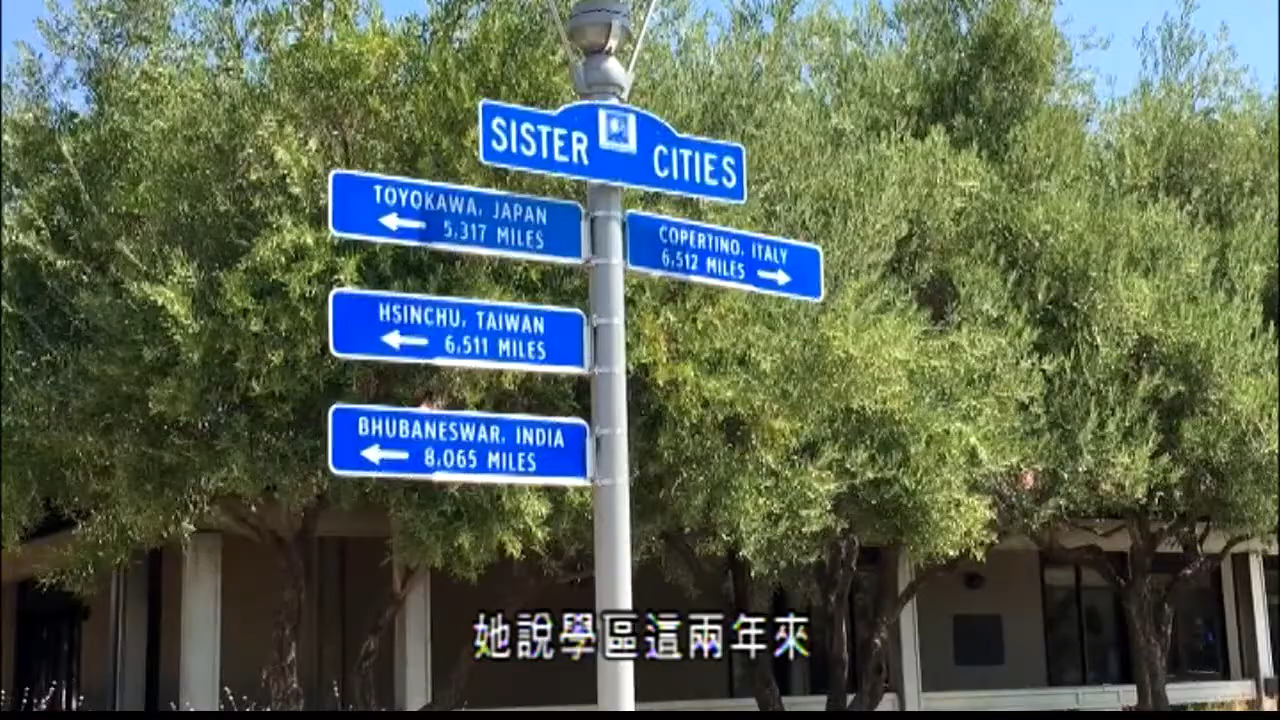 SISTER CITIES
TOYOKAWA, JAPAN
5,317 MILES
COPERTINO, ITALY
6,512 MILES
HSINCHU, TAIWAN
6,511 MILES
BHUBANESWAR, INDIA
8,065 MILES
她說學區這兩年來